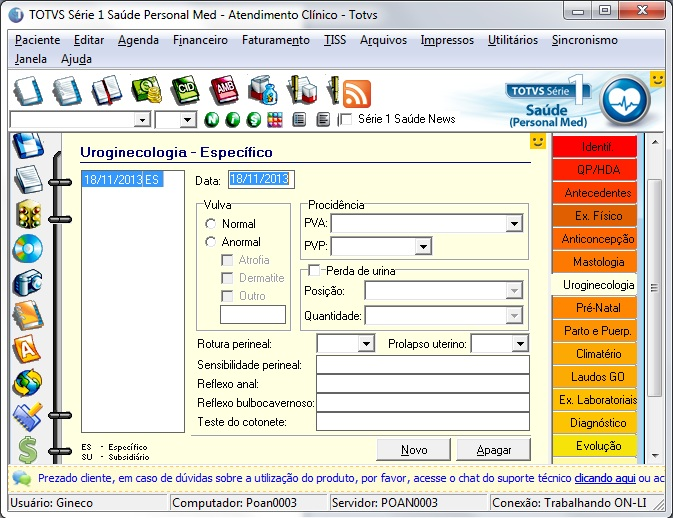 TOTVS Série 1 Saúde Personal Med - Atendimento Clínico - Totvs
Paciente Editar Agenda Financeiro Faturamento TISS Arquivos Impressos Utilitários Sincronismo
Janela Ajuda
CID AMB
TOTVS Série 1
Saúde
(Personal Med)
N F S Série 1 Saúde News
Uroginecologia - Específico
18/11/2013 ES
Data: 18/11/2013
Vulva
Normal
Anormal
Atrofia
Dermatite
Outro
Procidência
PVA:
PVP:
Perda de urina
Posição:
Quantidade:
Rotura perineal:
Prolapso uterino:
Sensibilidade perineal:
Reflexo anal:
Reflexo bulbocavernoso:
Teste do cotonete:
ES - Específico
SU - Subsidiário
Novo
Apagar
Identif.
QP/HDA
Antecedentes
Ex. Físico
Anticoncepção
Mastologia
Uroginecologia
Pré-Natal
Parto e Puerp.
Climatério
Laudos GO
Ex. Laboratoriais
Diagnóstico
Evolução
Prezado cliente, em caso de dúvidas sobre a utilização do produto, por favor, acesse o chat do suporte técnico clicando aqui ou ac
Usuário: Gineco
Computador: Poan0003
Servidor: POAN0003
Conexão: Trabalhando ON-LI